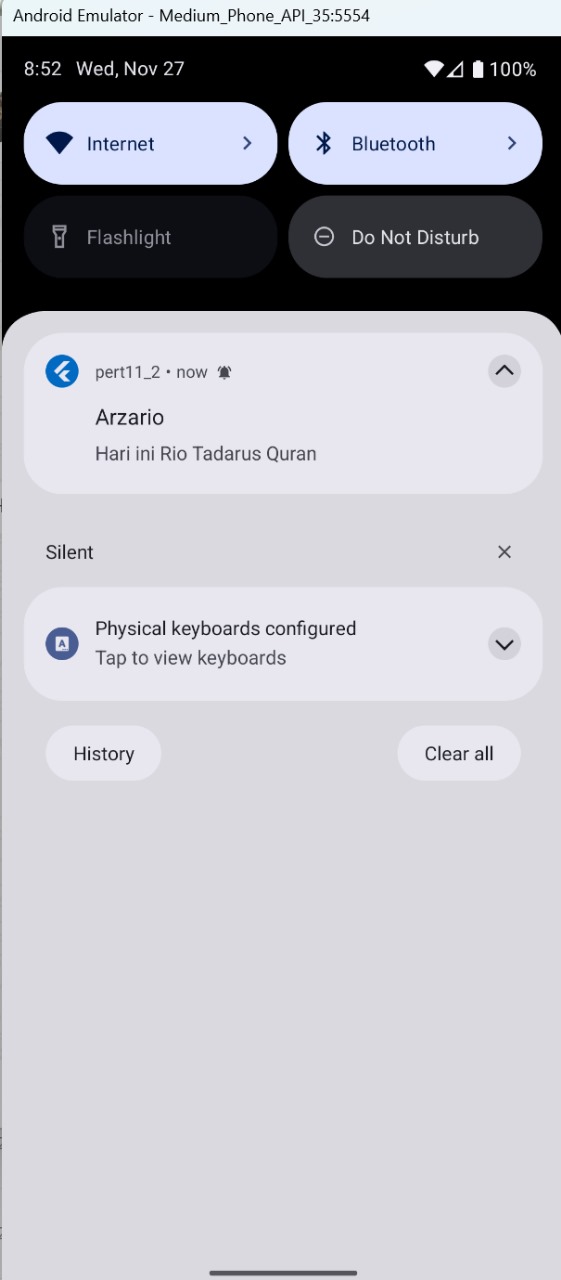 Android Emulator - Medium_Phone_API_35:5554
8:52 Wed, Nov 27 100%
Internet Bluetooth
Flashlight Do Not Disturb
pert11_2 • now
Arzario
Hari ini Rio Tadarus Quran
Silent
A
Physical keyboards configured
Tap to view keyboards
History Clear all